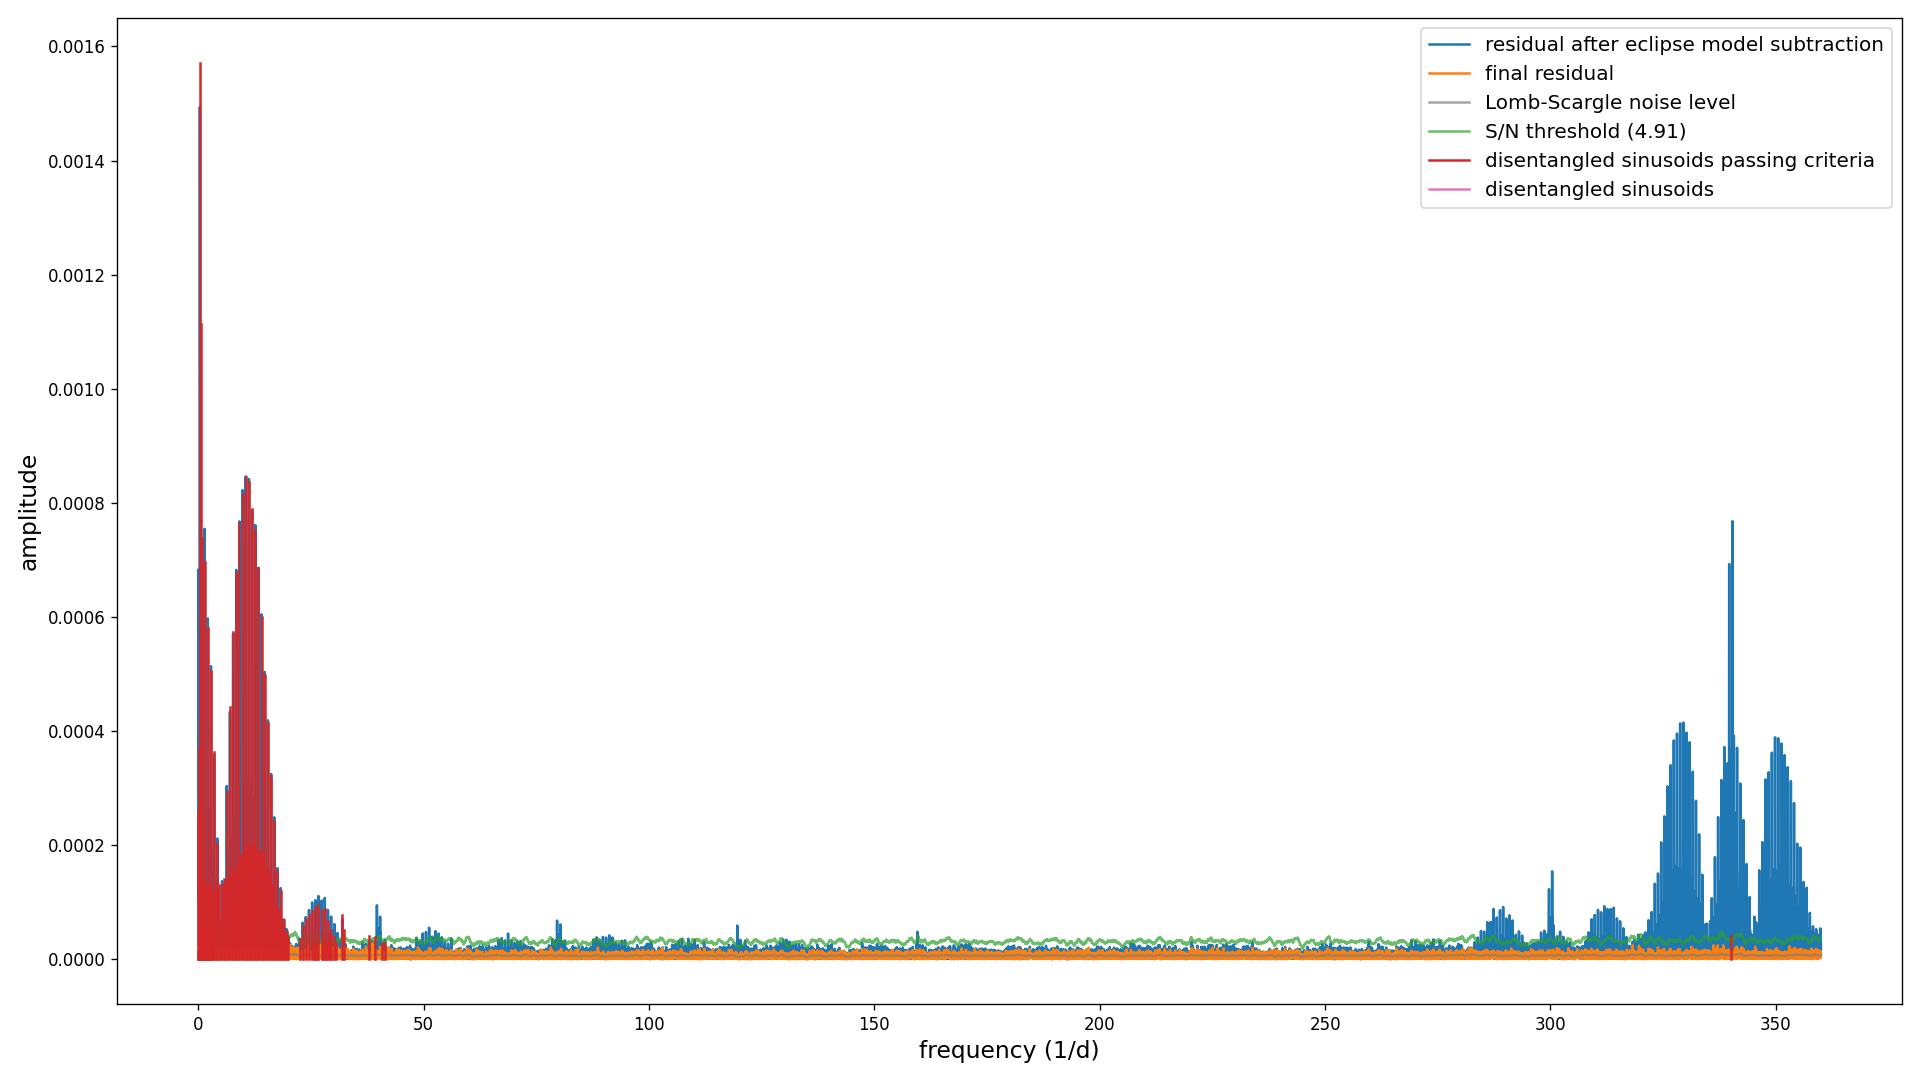 residual after eclipse model subtraction
final residual
Lomb-Scargle noise level
S/N threshold (4.91)
disentangled sinusoids passing criteria
disentangled sinusoids
amplitude
0.0016
0.0014
0.0012
0.0010
0.0008
0.0006
0.0004
0.0002
0.0000
0 50 100 150 200 250 300 350
frequency (1/d)